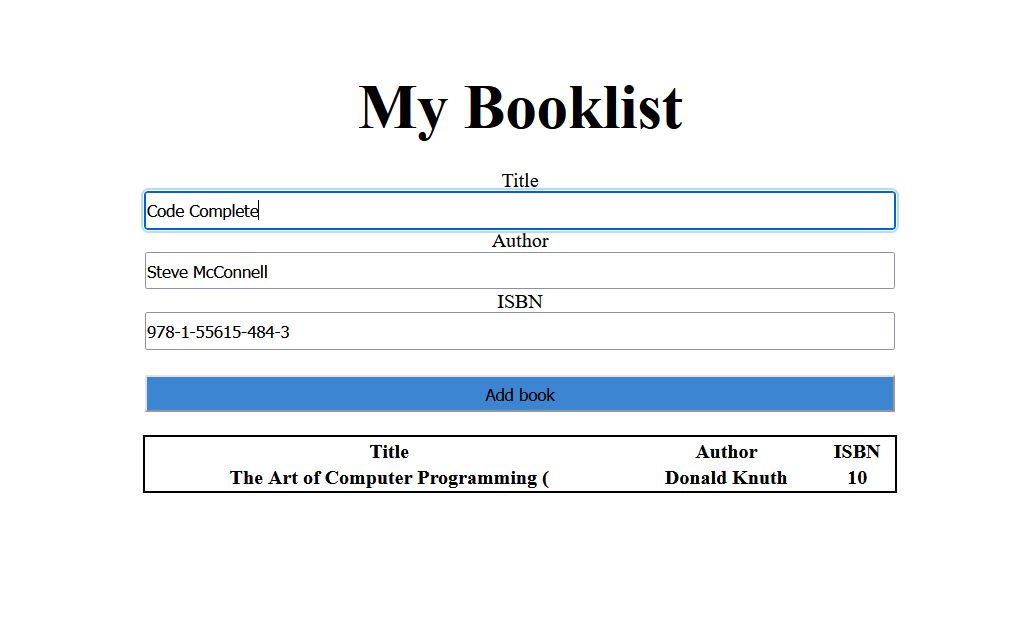 My Booklist
Title
Code Complete
Author
Steve McConnell
ISBN
978-1-55615-484-3
Add book
Title Author ISBN
The Art of Computer Programming ( Donald Knuth 10